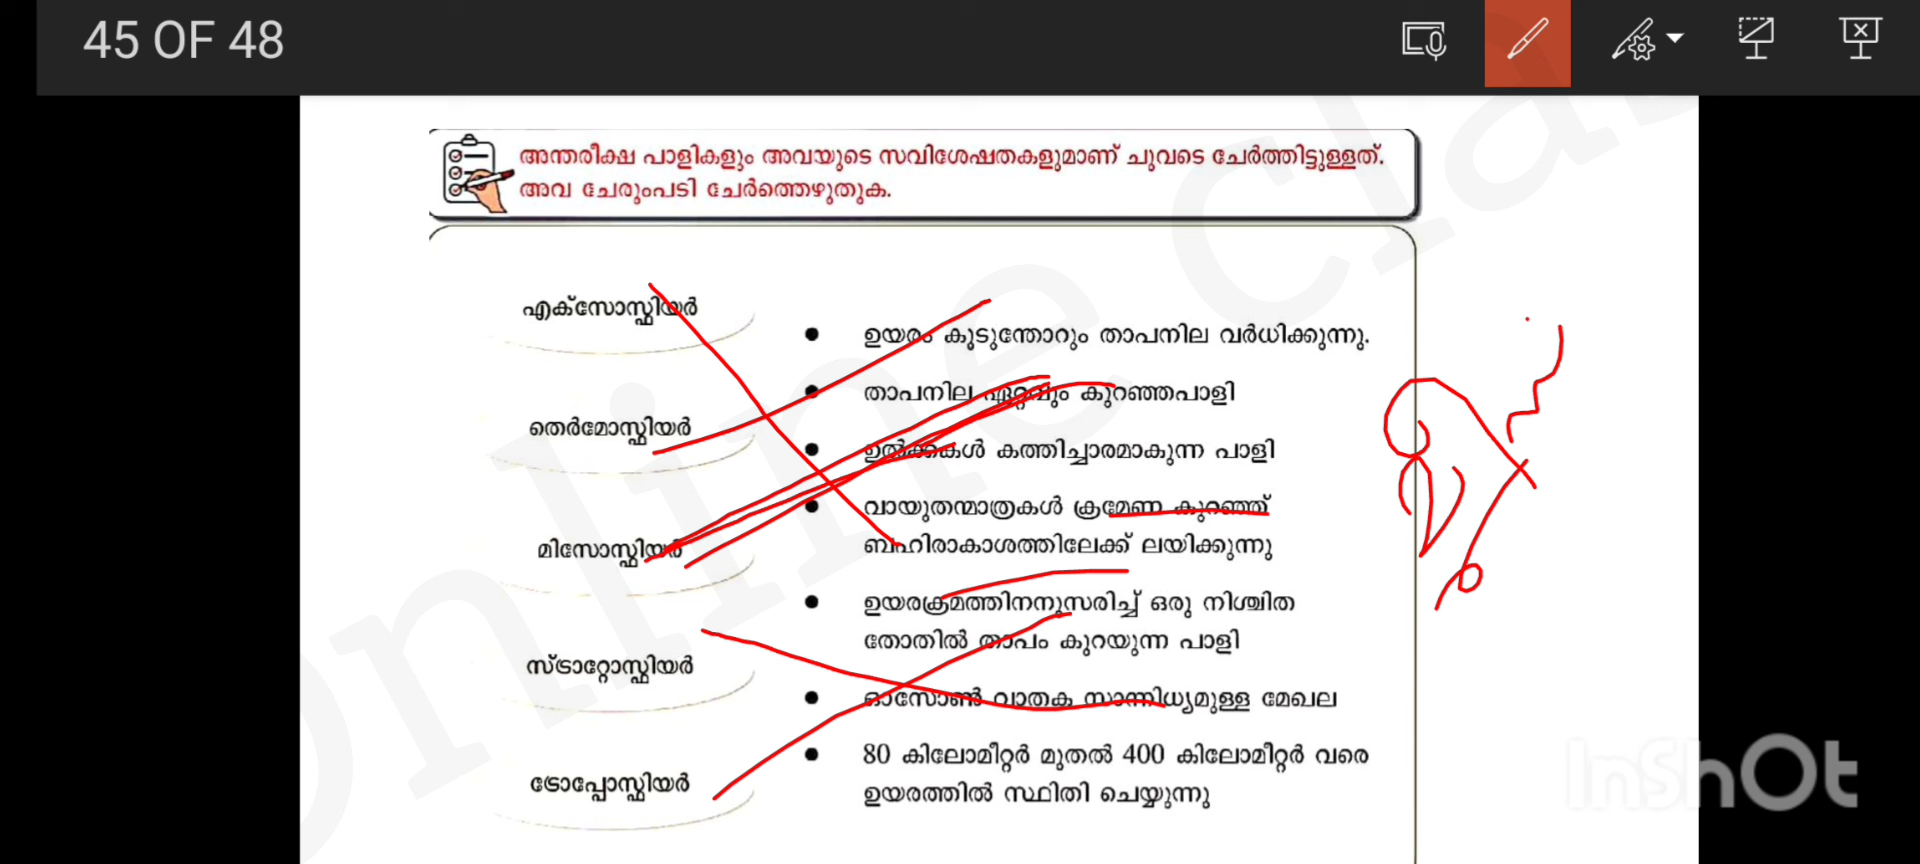 45 OF 48
അന്തരീക്ഷ പാളികളും അവയുടെ സവിശേഷതകളുമാണ് ചുവടെ ചേർത്തിട്ടുള്ളത്.
അവ ചേരുംപടി ചേർത്തെഴുതുക.
എക്സോസ്ഫിയർ
തെർമോസ്ഫിയർ
മിസോസ്ഫിയർ
സ്ട്രാറ്റോസ്ഫിയർ
ട്രോപ്പോസ്ഫിയർ
● ഉയരം കൂടുന്തോറും താപനില വർധിക്കുന്നു.
● താപനില ഏറ്റവും കുറഞ്ഞപാളി
● ഉൽക്കകൾ കത്തിച്ചാരമാകുന്ന പാളി
● വായുതന്മാത്രകൾ ക്രമേണ കുറഞ്ഞ്
ബഹിരാകാശത്തിലേക്ക് ലയിക്കുന്നു
● ഉയരക്രമത്തിനനുസരിച്ച് ഒരു നിശ്ചിത
തോതിൽ താപം കുറയുന്ന പാളി
● ഓസോൺ വാതക സാന്നിധ്യമുള്ള മേഖല
● 80 കിലോമീറ്റർ മുതൽ 400 കിലോമീറ്റർ വരെ
ഉയരത്തിൽ സ്ഥിതി ചെയ്യുന്നു
Online Cla
InShOt